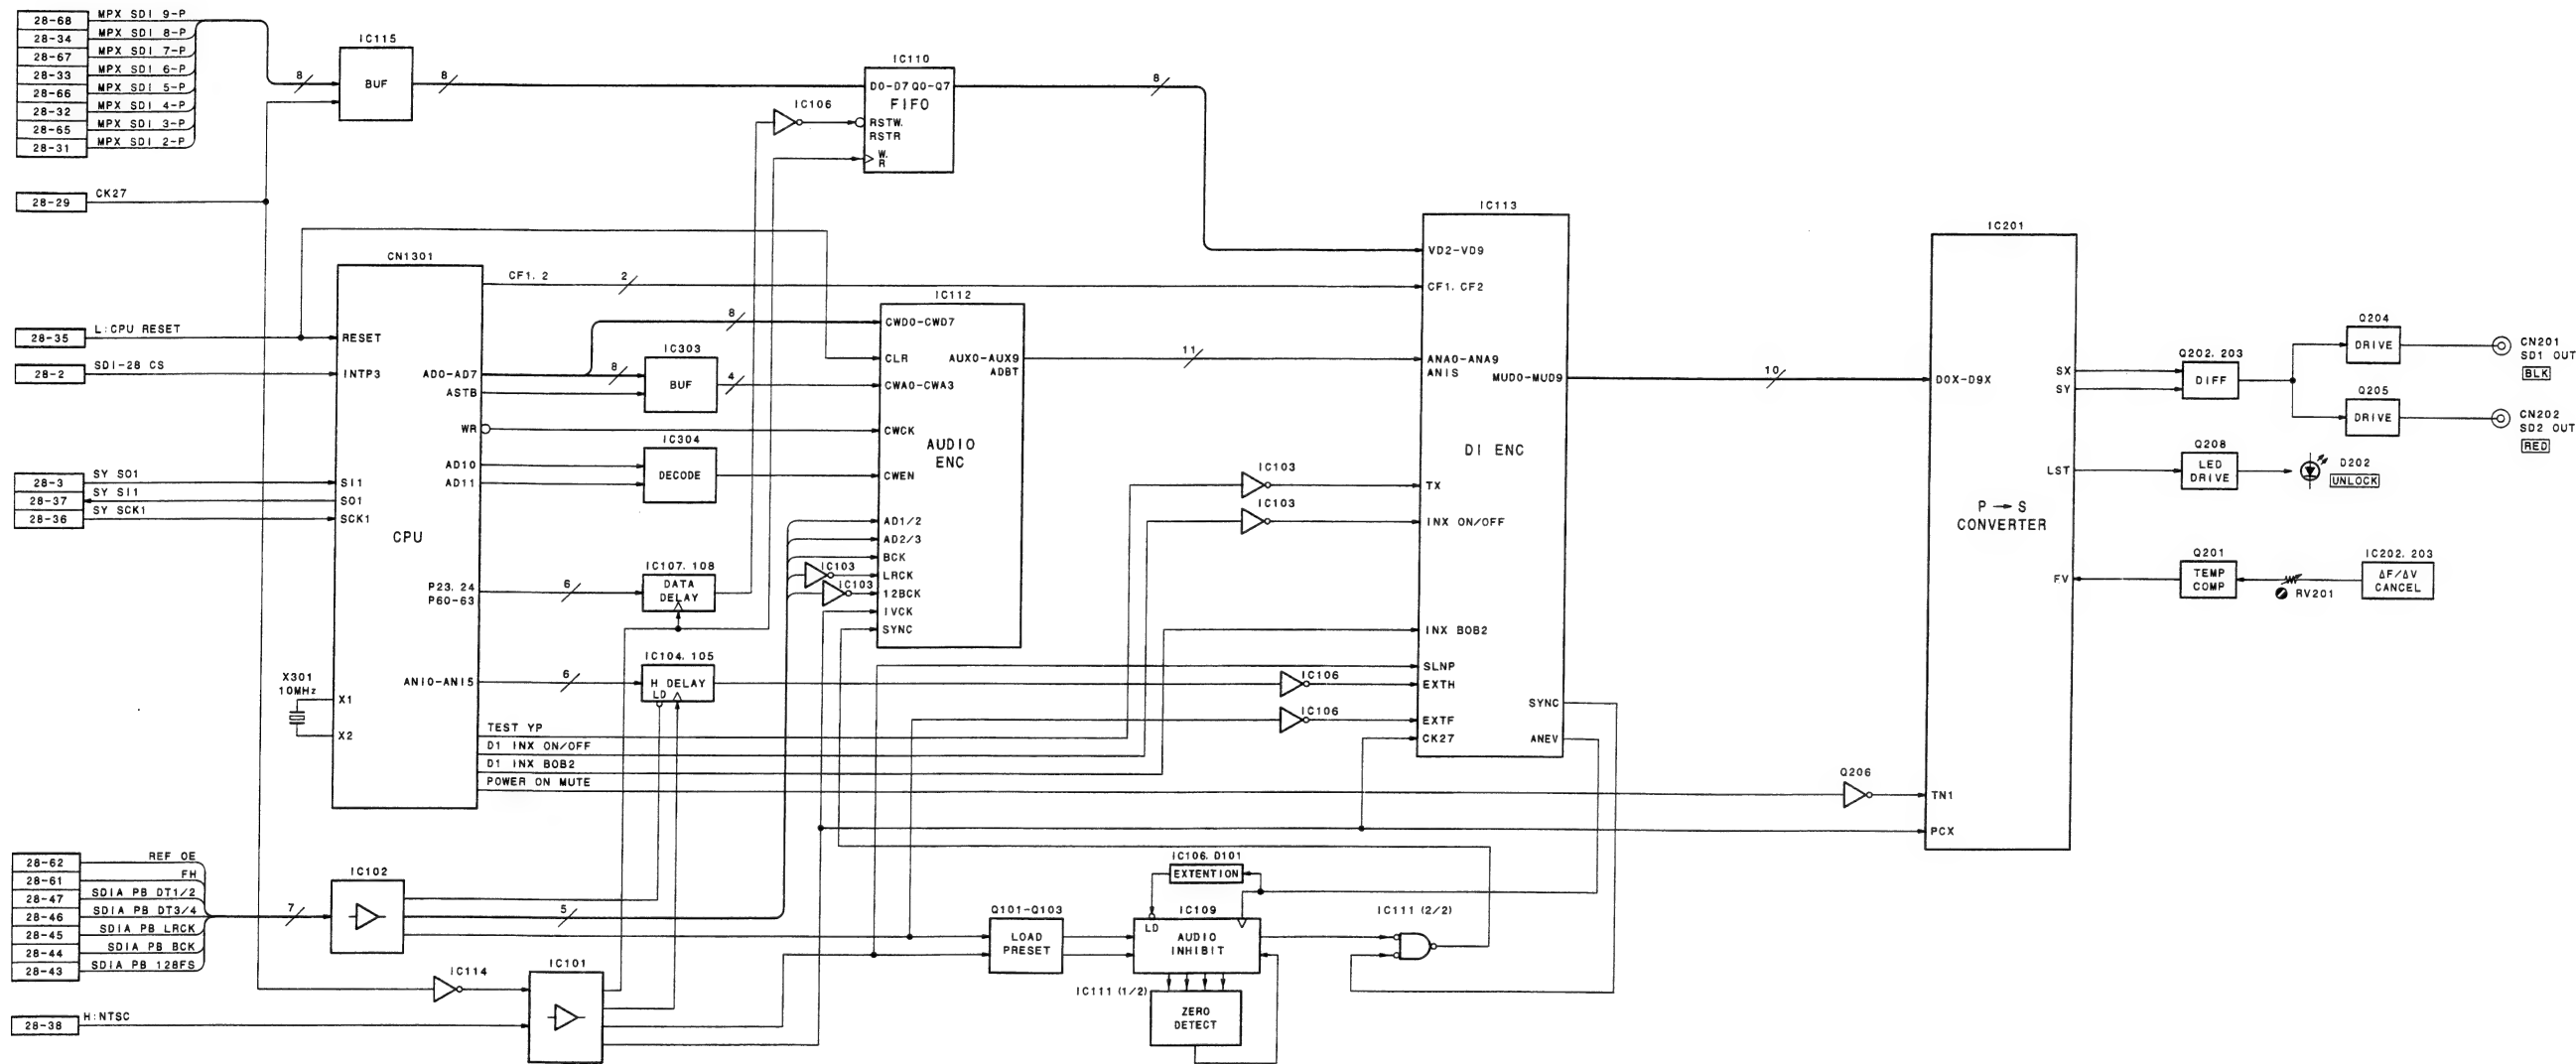 28-68 MPX SDI 9-P
28-34 MPX SDI 8-P
28-67 MPX SDI 7-P
28-33 MPX SDI 6-P
28-66 MPX SDI 5-P
28-32 MPX SDI 4-P
28-65 MPX SDI 3-P
28-31 MPX SDI 2-P
28-29 CK27
28-35 L:CPU RESET
28-2 SDI-28 CS
28-3 SY SO1
28-37 SY SI1
28-36 SY SCK1
28-62 REF OE
28-61 FH
28-47 SDIA PB DT1/2
28-46 SDIA PB DT3/4
28-45 SDIA PB LRCK
28-44 SDIA PB BCK
28-43 SDIA PB 128FS
28-38 H:NTSC
8
IC115
BUF
8
IC106
IC110
D0-D7 Q0-Q7
FIFO
RSTW.
RSTR
W.
R
8
CN1301
RESET
INTP3
SI1
SO1
SCK1
CPU
X1
X2
AD0-AD7
ASTB
WR
AD10
AD11
P23. 24
P60-63
ANI0-ANI5
X301
10MHz
CF1. 2
2
8
8
IC303
BUF
4
IC304
DECODE
6
IC107. 108
DATA
DELAY
6
IC104. 105
H DELAY
LD
TEST YP
D1 INX ON/OFF
D1 INX BOB2
POWER ON MUTE
IC112
CWD0-CWD7
CLR
CWA0-CWA3
CWCK
CWEN
AD1/2
AD2/3
BCK
LRCK
12BCK
IVCK
SYNC
AUX0-AUX9
ADBT
AUDIO
ENC
IC103
IC103
11
IC103
IC103
IC106
IC106
IC113
VD2-VD9
CF1. CF2
ANA0-ANA9
ANIS
MUD0-MUD9
DI ENC
TX
INX ON/OFF
INX BOB2
SLNP
EXTH
EXTF
CK27
SYNC
ANEV
10
IC201
D0X-D9X
SX
SY
LST
P → S
CONVERTER
FV
TN1
PCX
Q206
Q202. 203
DIFF
Q204
DRIVE
Q205
DRIVE
CN201
SD1 OUT
BLK
CN202
SD2 OUT
RED
Q208
LED
DRIVE
D202
UNLOCK
Q201
TEMP
COMP
RV201
IC202. 203
ΔF/ΔV
CANCEL
7
IC102
5
IC114
IC101
Q101-Q103
LOAD
PRESET
IC106. D101
EXTENTION
IC109
LD
AUDIO
INHIBIT
IC111 (1/2)
ZERO
DETECT
IC111 (2/2)